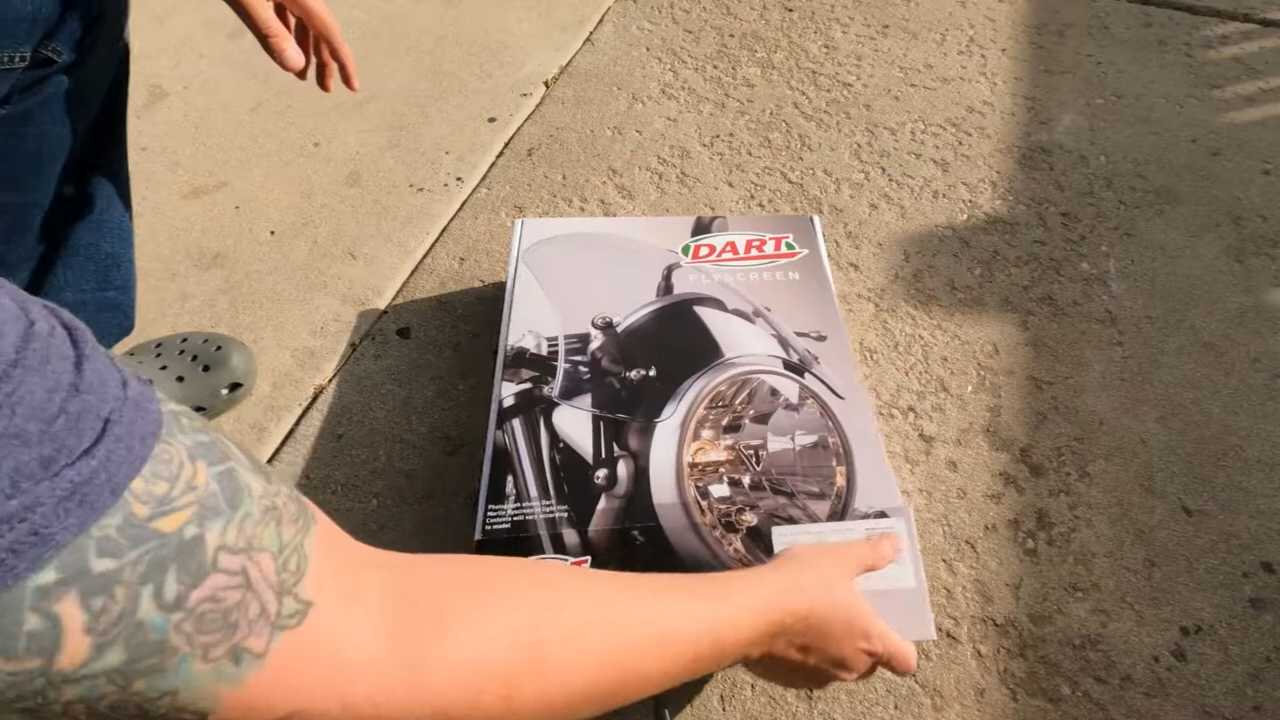 DART
FLYSCREEN
Photograph shows Dart
Marlin flyscreen in light tint.
Contents will vary according
to model